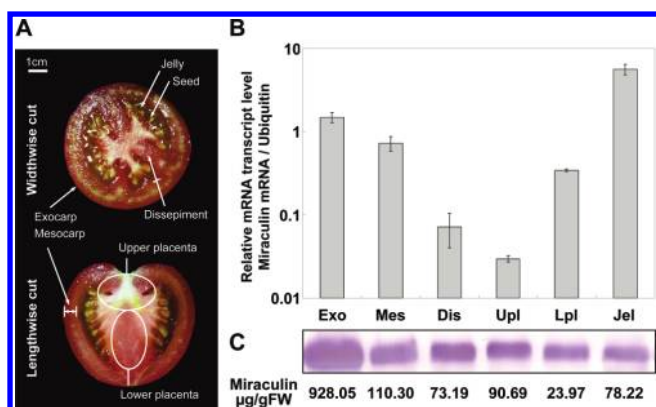 A
1cm
Jelly
Seed
Widthwise cut
Exocarp
Mesocarp
Dissepiment
Upper placenta
Lengthwise cut
Lower placenta
B
Relative mRNA transcript level
Miraculin mRNA / Ubiquitin
10
1
0.1
0.01
Exo Mes Dis Upl Lpl Jel
C
Miraculin 928.05 110.30 73.19 90.69 23.97 78.22
µg/gFW